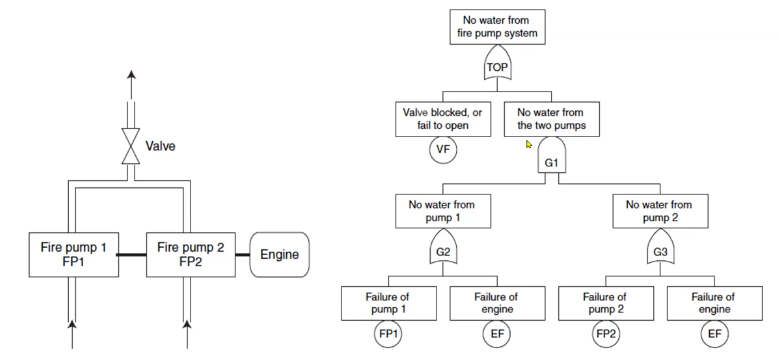 Valve
Fire pump 1
FP1
Fire pump 2
FP2
Engine
No water from
fire pump system
TOP
Valve blocked, or
fail to open
VF
No water from
the two pumps
G1
No water from
pump 1
G2
No water from
pump 2
G3
Failure of
pump 1
FP1
Failure of
engine
EF
Failure of
pump 2
FP2
Failure of
engine
EF